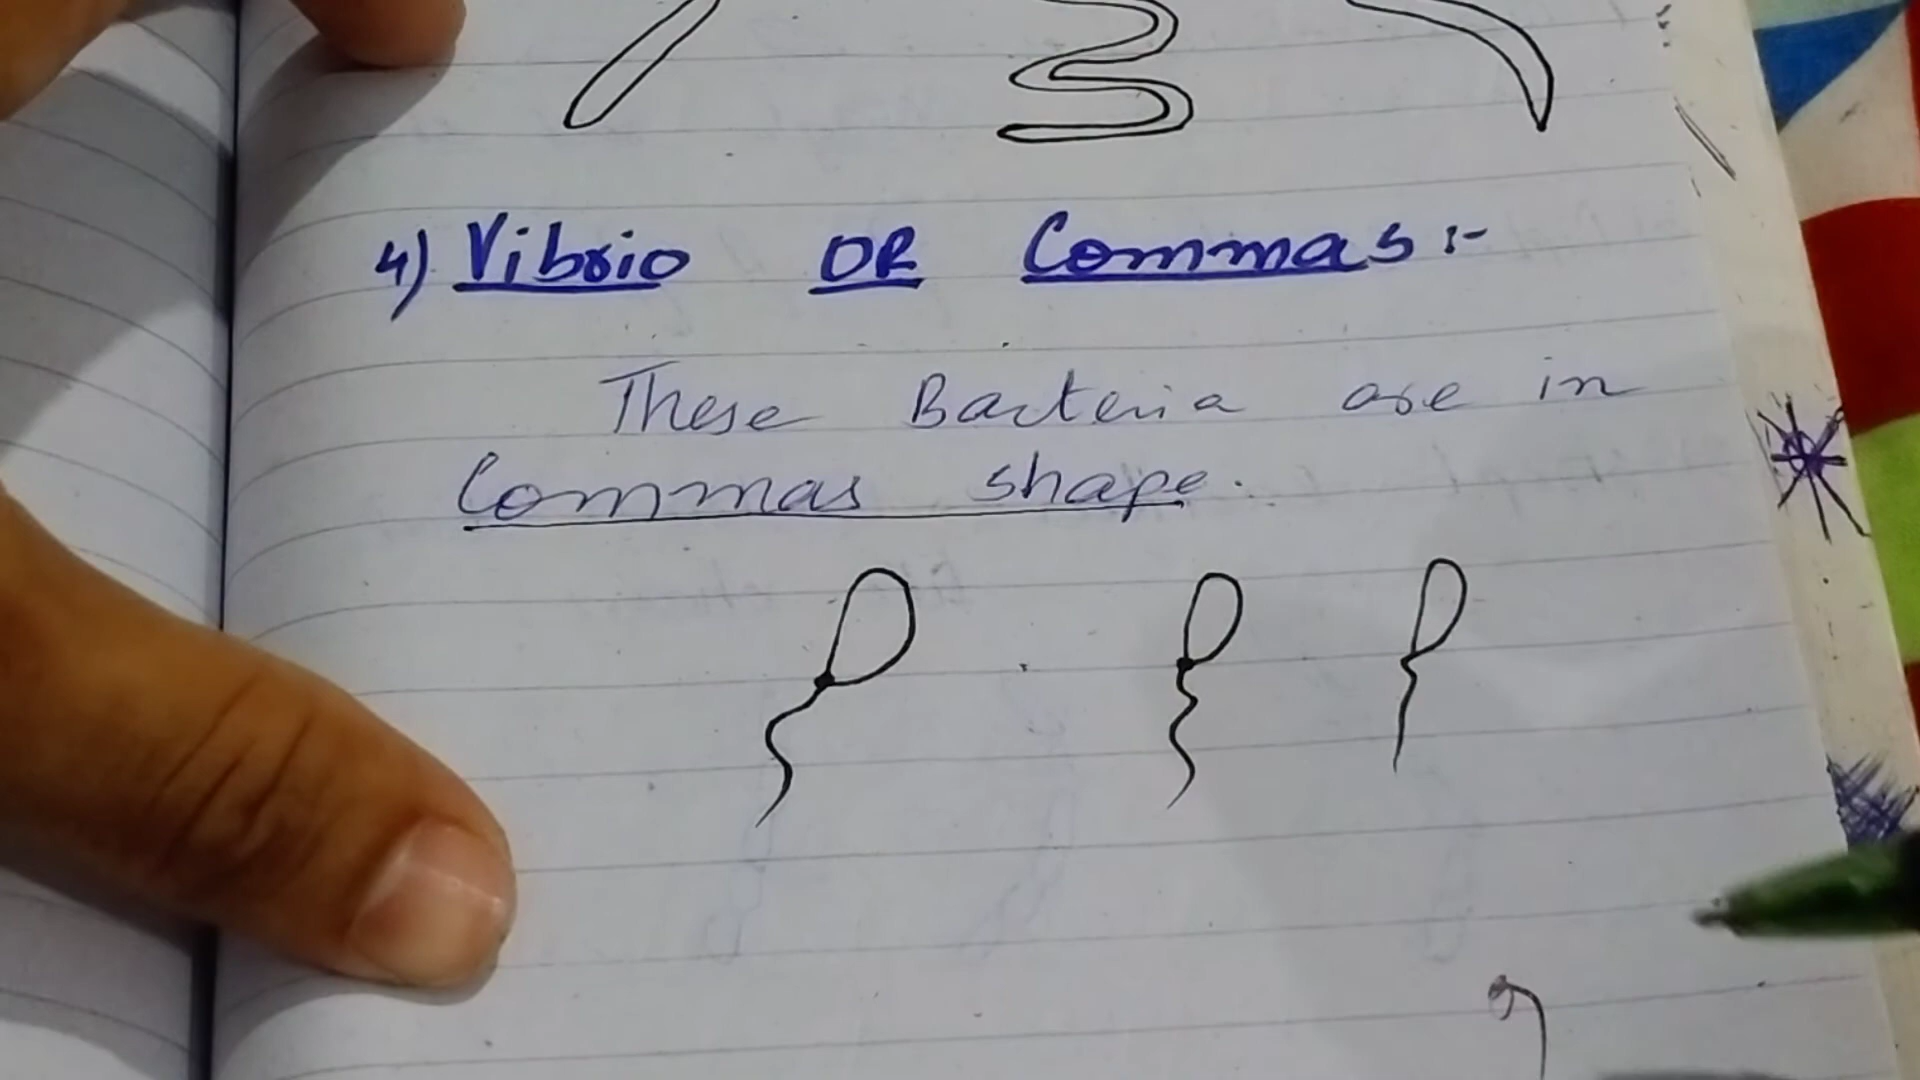 4) Vibrio OR Commas:-
These Bacteria are in
Commas shape.